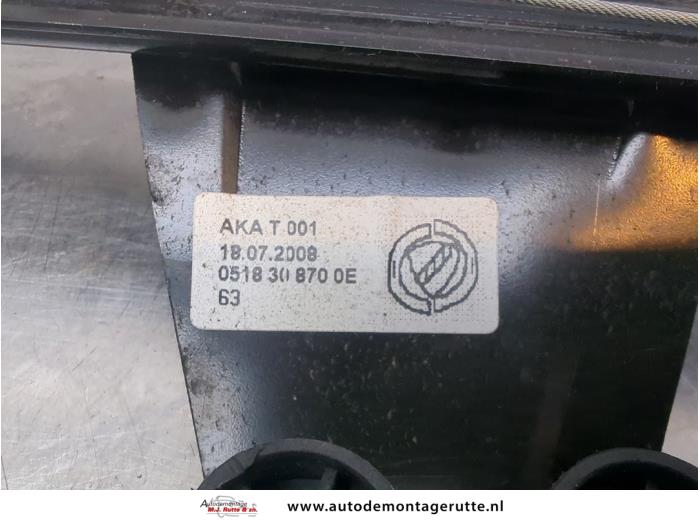 AKA T 001
18.07.2008
0518 30 870 0E
63
Autodemontage
M.J. Rutte & zn.
www.autodemontagerutte.nl